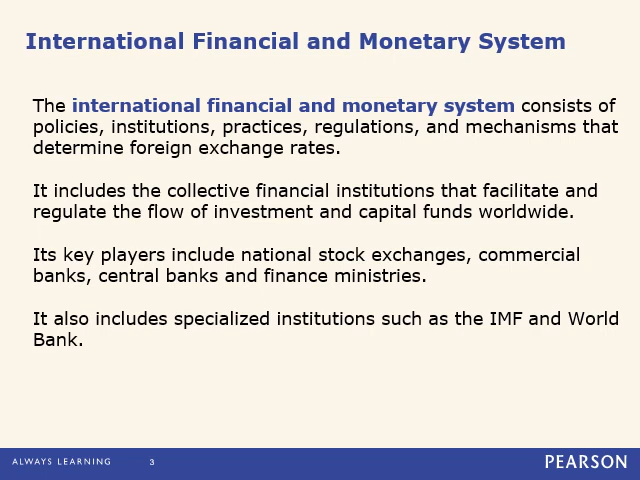 International Financial and Monetary System
The international financial and monetary system consists of
policies, institutions, practices, regulations, and mechanisms that
determine foreign exchange rates.
It includes the collective financial institutions that facilitate and
regulate the flow of investment and capital funds worldwide.
Its key players include national stock exchanges, commercial
banks, central banks and finance ministries.
It also includes specialized institutions such as the IMF and World
Bank.
ALWAYS LEARNING 3 PEARSON